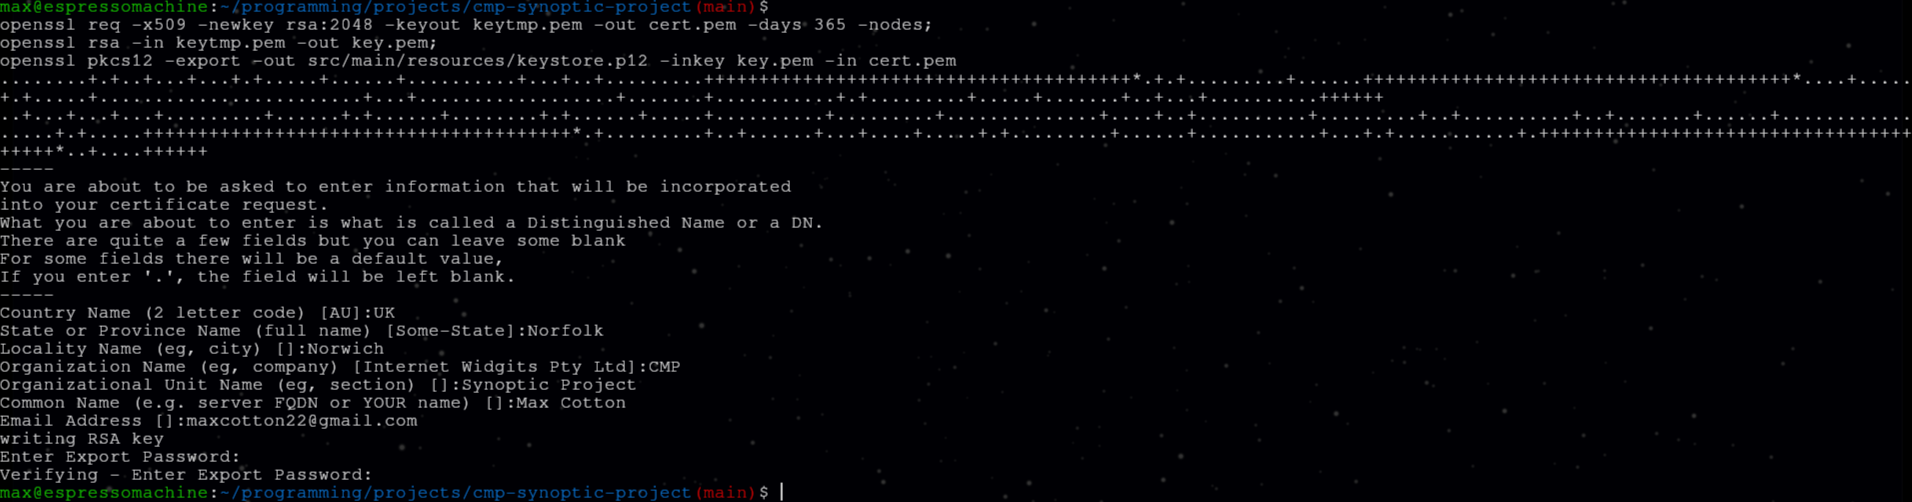 max@espressomachine:~/programming/projects/cmp-synoptic-project(main)$
openssl req -x509 -newkey rsa:2048 -keyout keytmp.pem -out cert.pem -days 365 -nodes;
openssl rsa -in keytmp.pem -out key.pem;
openssl pkcs12 -export -out src/main/resources/keystore.p12 -inkey key.pem -in cert.pem
-----
You are about to be asked to enter information that will be incorporated
into your certificate request.
What you are about to enter is what is called a Distinguished Name or a DN.
There are quite a few fields but you can leave some blank
For some fields there will be a default value,
If you enter '.', the field will be left blank.
-----
Country Name (2 letter code) [AU]:UK
State or Province Name (full name) [Some-State]:Norfolk
Locality Name (eg, city) []:Norwich
Organization Name (eg, company) [Internet Widgits Pty Ltd]:CMP
Organizational Unit Name (eg, section) []:Synoptic Project
Common Name (e.g. server FQDN or YOUR name) []:Max Cotton
Email Address []:maxcotton22@gmail.com
writing RSA key
Enter Export Password:
Verifying - Enter Export Password:
max@espressomachine:~/programming/projects/cmp-synoptic-project(main)$